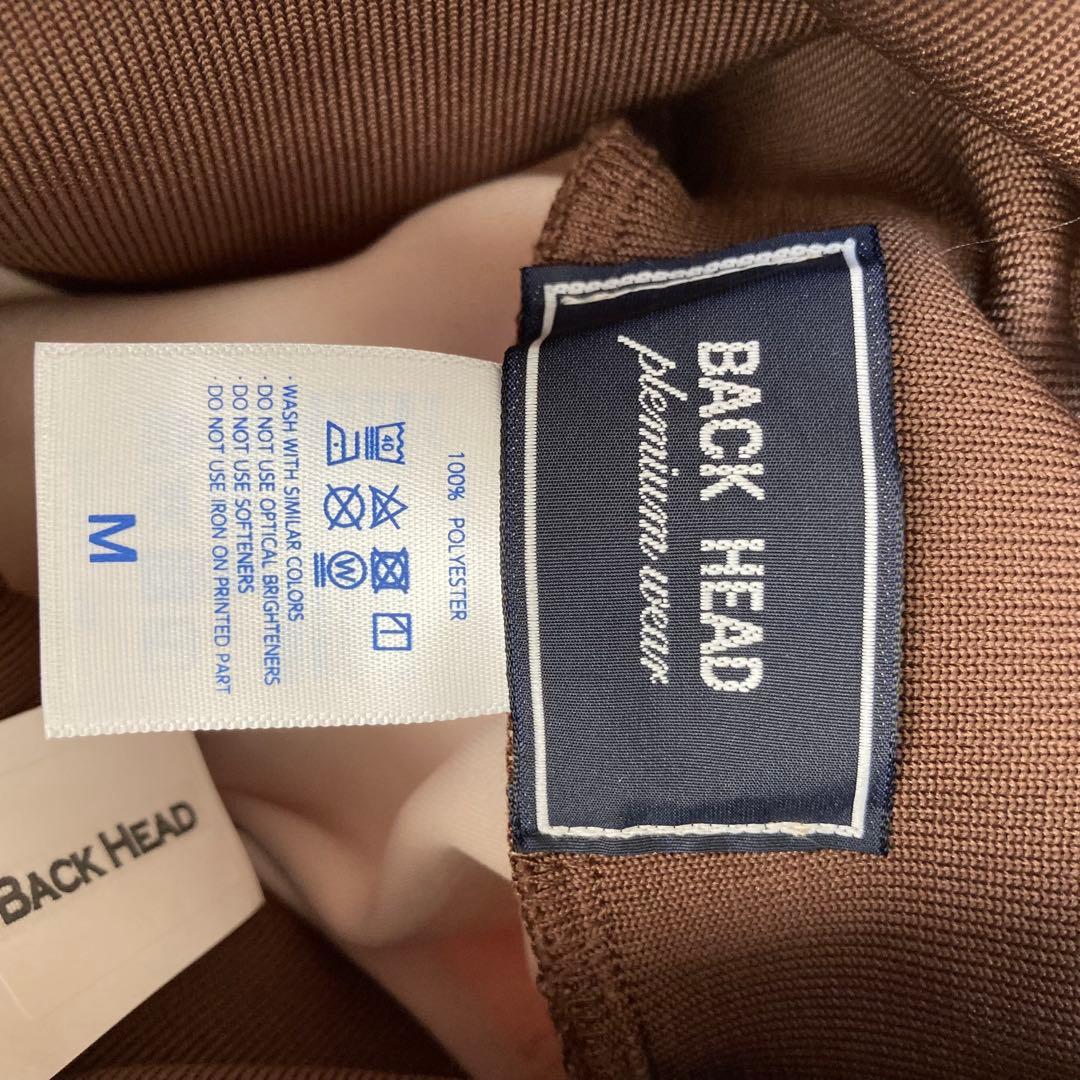 BACK HEAD
plemium wear
100% POLYESTER
40
W
· WASH WITH SIMILAR COLORS
· DO NOT USE OPTICAL BRIGHTENERS
· DO NOT USE SOFTENERS
· DO NOT USE IRON ON PRINTED PART
M
BACK HEAD